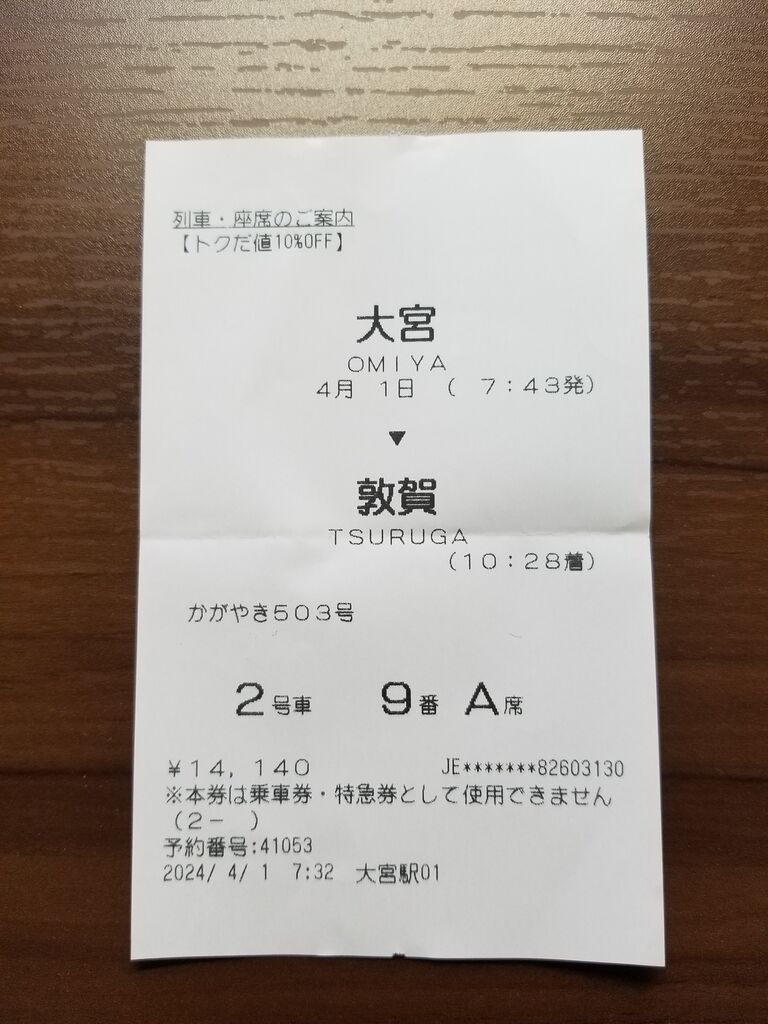 列車・座席のご案内
【トクだ値10%OFF】
大宮
OMIYA
4月 1日 ( 7:43発)
▼
敦賀
TSURUGA
(10:28着)
かがやき503号
2号車 9番 A席
¥14,140 JE*******82603130
※本券は乗車券・特急券として使用できません
(2- )
予約番号:41053
2024/ 4/ 1 7:32 大宮駅01